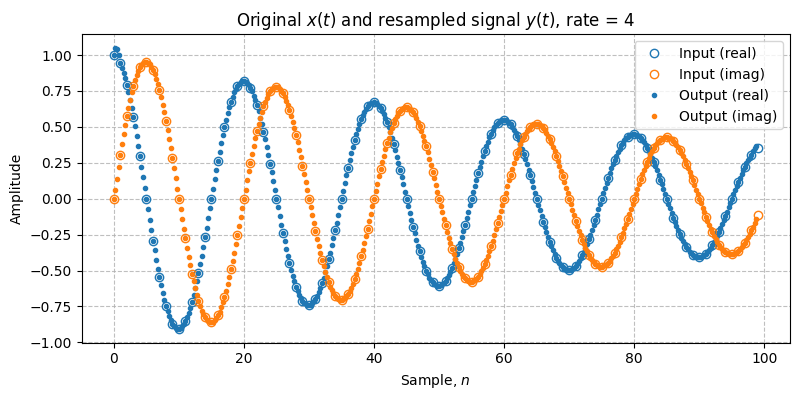 Original x(t) and resampled signal y(t), rate = 4
Input (real)
Input (imag)
Output (real)
Output (imag)
Amplitude
1.00
0.75
0.50
0.25
0.00
−0.25
−0.50
−0.75
−1.00
0 20 40 60 80 100
Sample, n